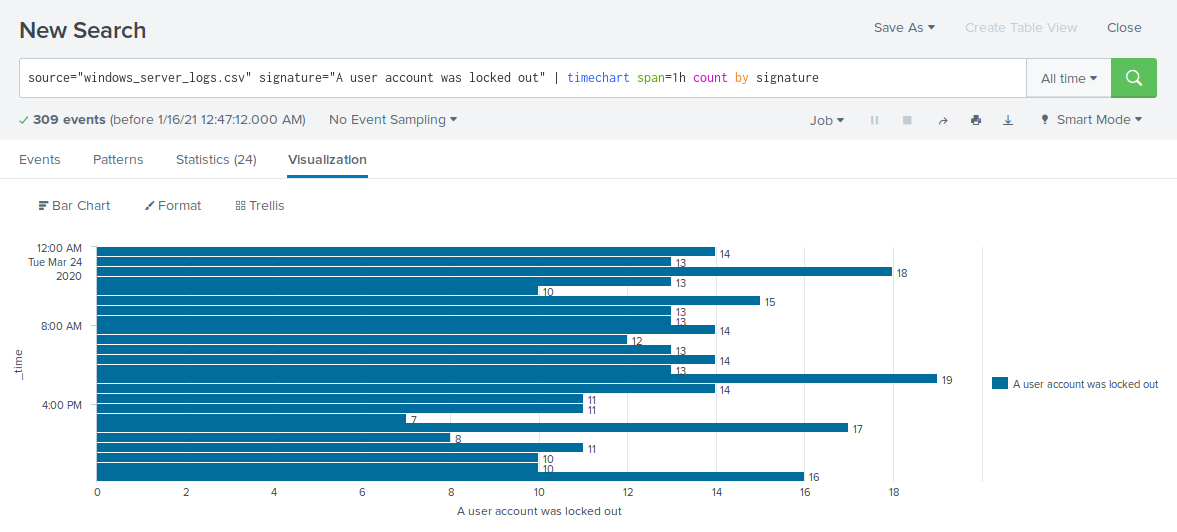 New Search
Save As
Create Table View
Close
source="windows_server_logs.csv" signature="A user account was locked out" | timechart span=1h count by signature
All time
309 events (before 1/16/21 12:47:12.000 AM)
No Event Sampling
Job
Smart Mode
Events
Patterns
Statistics (24)
Visualization
Bar Chart
Format
Trellis
12:00 AM
Tue Mar 24
2020
8:00 AM
4:00 PM
_time
14
13
18
13
10
15
13
13
14
12
13
14
13
19
14
11
11
7
17
8
11
10
10
16
A user account was locked out
0 2 4 6 8 10 12 14 16 18
A user account was locked out